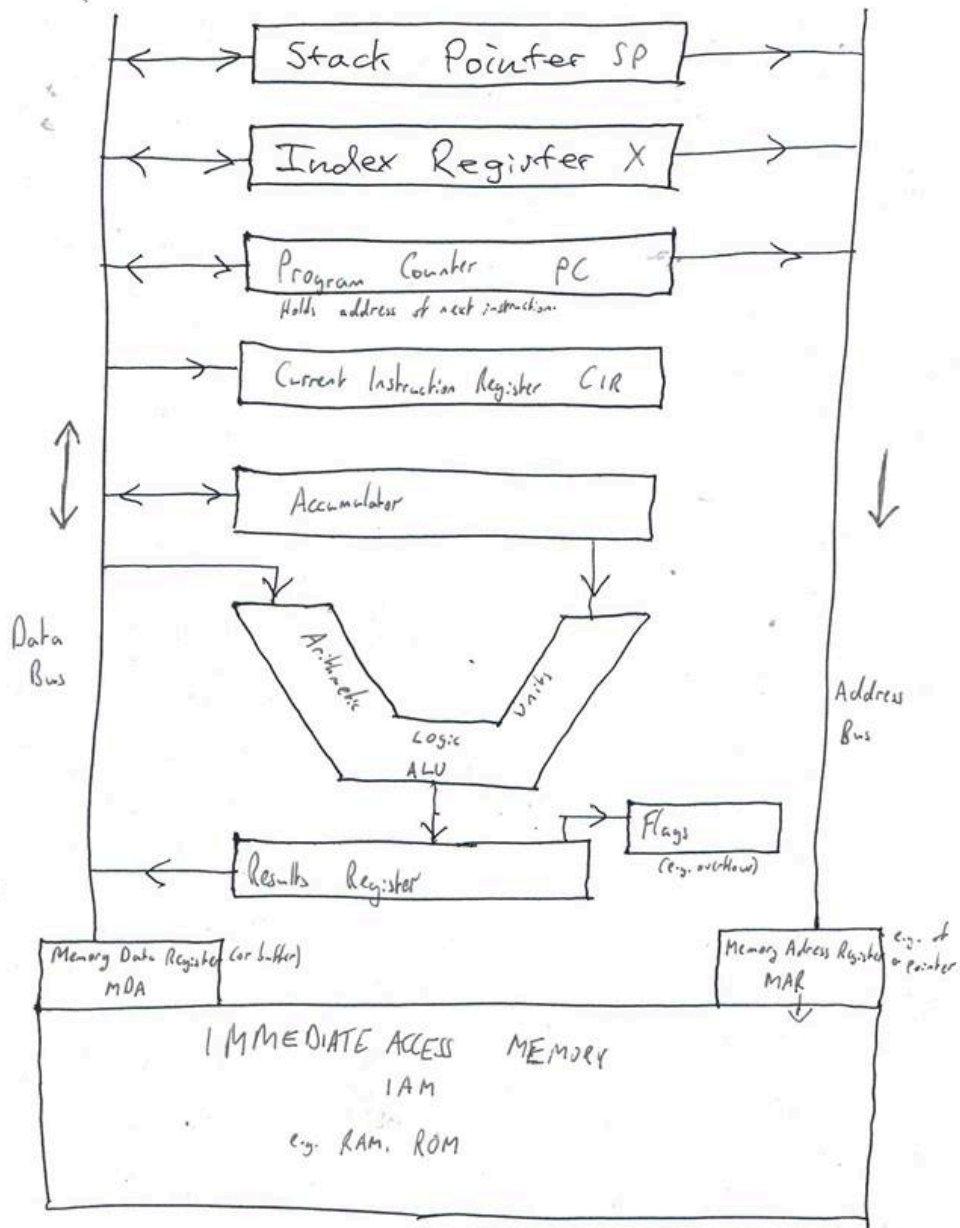 Stack Pointer SP
Index Register X
Program Counter PC
Holds address of next instruction.
Current Instruction Register CIR
Accumulator
Data
Bus
Arithmetic
Logic
Units
ALU
Address
Bus
Flags
(e.g. overflow)
Results Register
Memory Data Register (or buffer)
MDA
Memory Adress Register
MAR
e.g. of
a pointer
IMMEDIATE ACCESS MEMORY
IAM
e.g. RAM, ROM